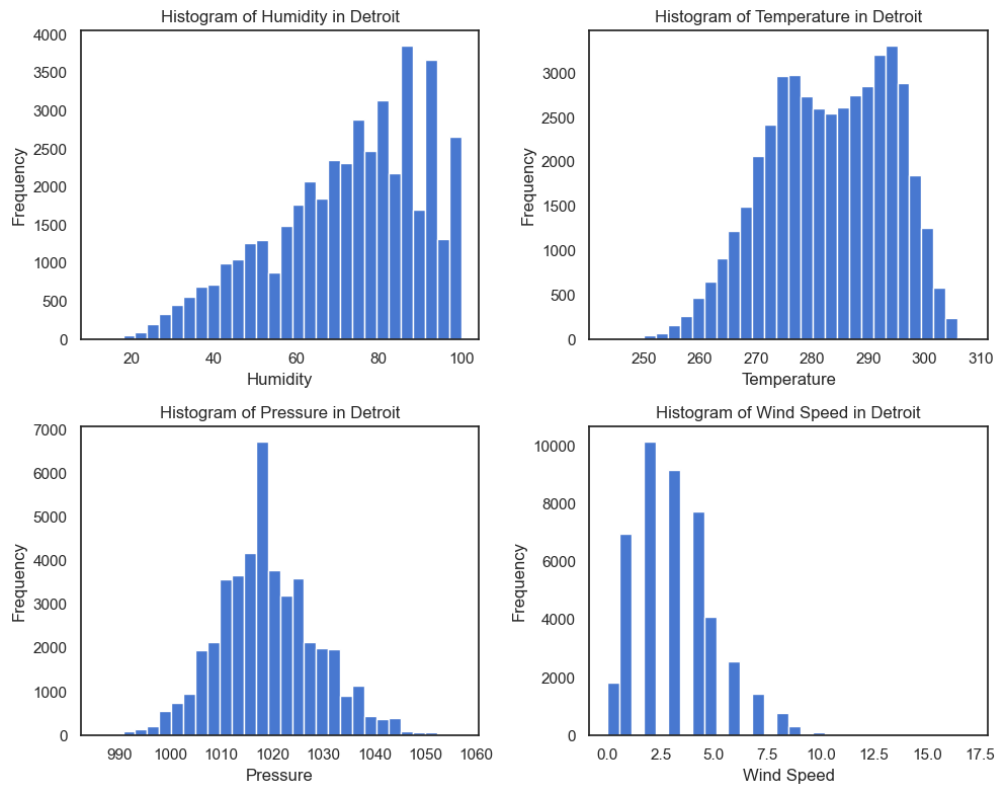 Histogram of Humidity in Detroit
4000
3500
3000
2500
2000
1500
1000
500
0
Frequency
20 40 60 80 100
Humidity
Histogram of Temperature in Detroit
3000
2500
2000
1500
1000
500
0
Frequency
250 260 270 280 290 300 310
Temperature
Histogram of Pressure in Detroit
7000
6000
5000
4000
3000
2000
1000
0
Frequency
990 1000 1010 1020 1030 1040 1050 1060
Pressure
Histogram of Wind Speed in Detroit
10000
8000
6000
4000
2000
0
Frequency
0.0 2.5 5.0 7.5 10.0 12.5 15.0 17.5
Wind Speed